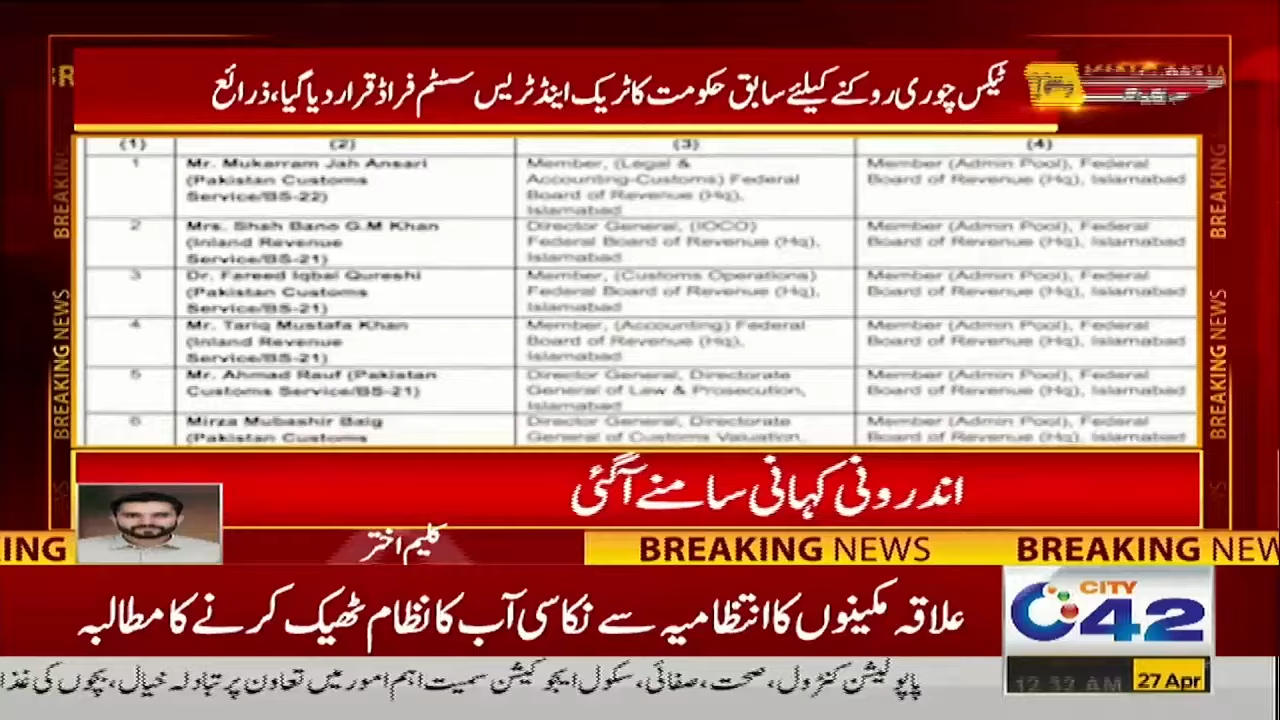 ٹیکس چوری روکنے کیلئے سابق حکومت کا ٹریک اینڈ ٹریس سسٹم فراڈ قرار دیا گیا، ذرائع
(1) (2) (3) (4)
1 Mr. Mukarram Jah Ansari (Pakistan Customs Service/BS-22) Member, (Legal & Accounting-Customs) Federal Board of Revenue (Hq), Islamabad Member (Admin Pool), Federal Board of Revenue (Hq), Islamabad
2 Mrs. Shah Bano G.M Khan (Inland Revenue Service/BS-21) Director General, (IOCO) Federal Board of Revenue (Hq), Islamabad Member (Admin Pool), Federal Board of Revenue (Hq), Islamabad
3 Dr. Fareed Iqbal Qureshi (Pakistan Customs Service/BS-21) Member, (Customs Operations) Federal Board of Revenue (Hq), Islamabad Member (Admin Pool), Federal Board of Revenue (Hq), Islamabad
4 Mr. Tariq Mustafa Khan (Inland Revenue Service/BS-21) Member, (Accounting) Federal Board of Revenue (Hq), Islamabad Member (Admin Pool), Federal Board of Revenue (Hq), Islamabad
5 Mr. Ahmad Rauf (Pakistan Customs Service/BS-21) Director General, Directorate General of Law & Prosecution, Islamabad Member (Admin Pool), Federal Board of Revenue (Hq), Islamabad
6 Mirza Mubashir Baig (Pakistan Customs Director General, Directorate General of Customs Valuation, Member (Admin Pool), Federal Board of Revenue (Hq), Islamabad
BREAKING
BREAKING NEWS
BREAKING
BREAKING NEWS
اندرونی کہانی سامنے آگئی
کلیم اختر
ING BREAKING NEWS BREAKING NEW
علاقہ مکینوں کا انتظامیہ سے نکاسی آب کا نظام ٹھیک کرنے کا مطالبہ
CITY 42
پاپولیشن کنٹرول، صحت، صفائی، سکول ایجوکیشن سمیت اہم امور میں تعاون پر تبادلہ خیال، بچوں کی غذا
12:32 AM 27 Apr